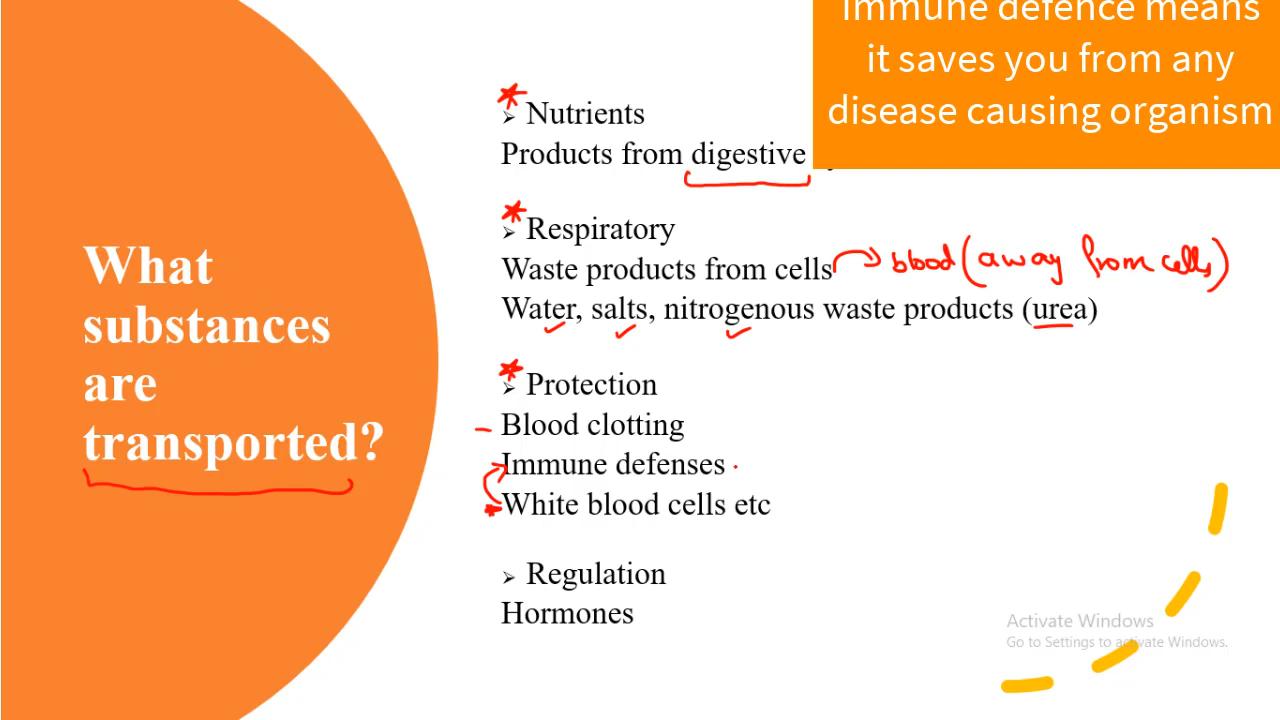 What
substances
are
transported?
Immune defence means
it saves you from any
disease causing organism
Nutrients
Products from digestive
Respiratory
Waste products from cells → blood (away from cells)
Water, salts, nitrogenous waste products (urea)
Protection
Blood clotting
Immune defenses
White blood cells etc
Regulation
Hormones
Activate Windows
Go to Settings to activate Windows.